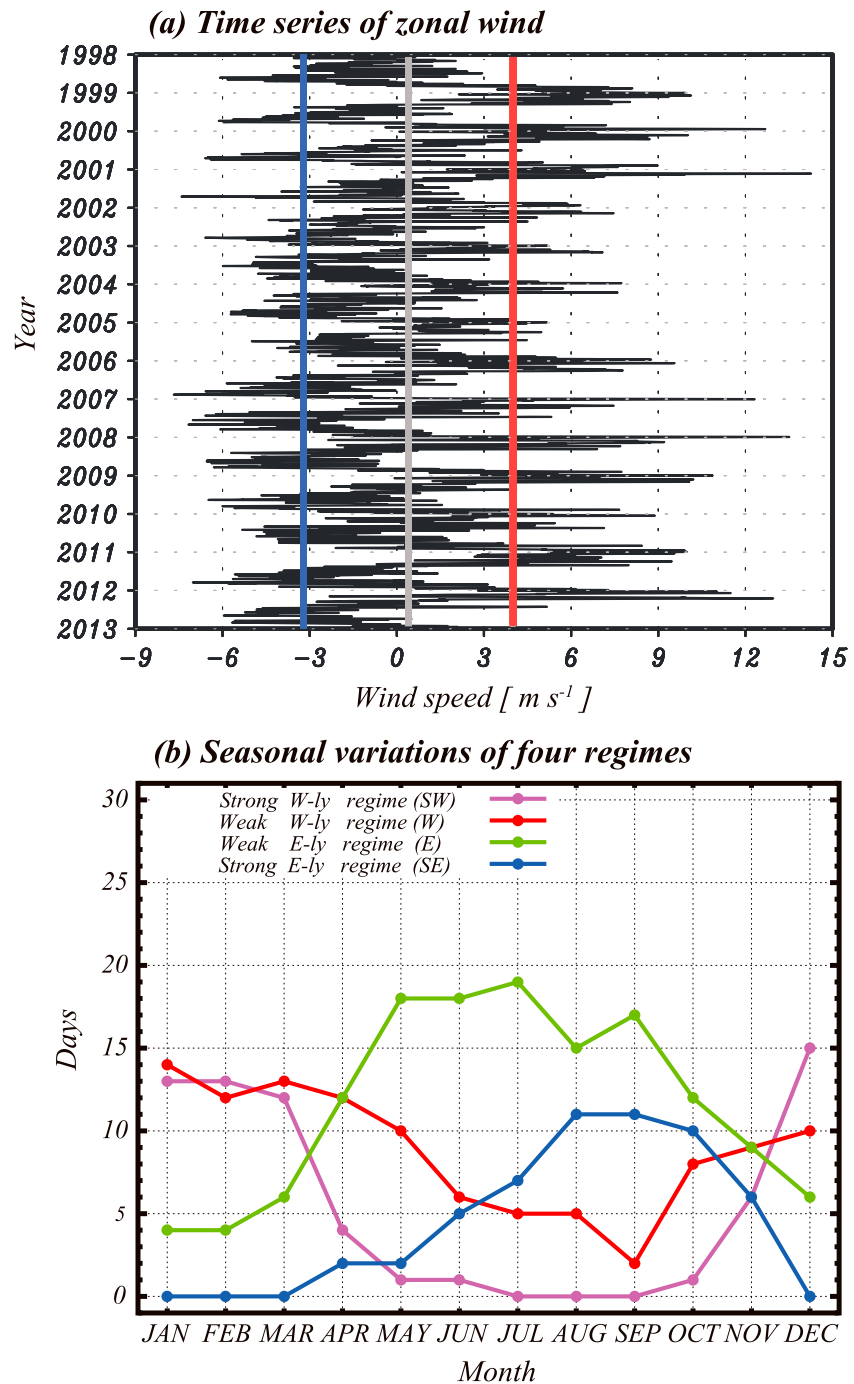 (a) Time series of zonal wind
1998
1999
2000
2001
2002
2003
2004
2005
2006
2007
2008
2009
2010
2011
2012
2013
Year
−9 −6 −3 0 3 6 9 12 15
Wind speed [ m s⁻¹ ]
(b) Seasonal variations of four regimes
Strong W-ly regime (SW)
Weak W-ly regime (W)
Weak E-ly regime (E)
Strong E-ly regime (SE)
30
25
20
15
10
5
0
Days
JAN FEB MAR APR MAY JUN JUL AUG SEP OCT NOV DEC
Month